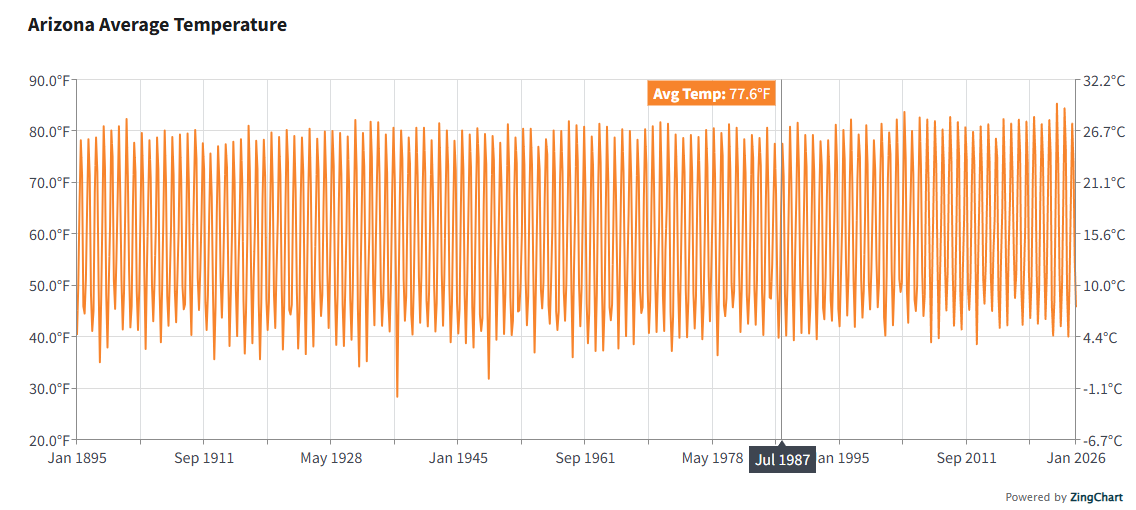 Arizona Average Temperature
Avg Temp: 77.6°F
90.0°F
80.0°F
70.0°F
60.0°F
50.0°F
40.0°F
30.0°F
20.0°F
32.2°C
26.7°C
21.1°C
15.6°C
10.0°C
4.4°C
-1.1°C
-6.7°C
Jan 1895 Sep 1911 May 1928 Jan 1945 Sep 1961 May 1978 Jul 1987 an 1995 Sep 2011 Jan 2026
Powered by ZingChart